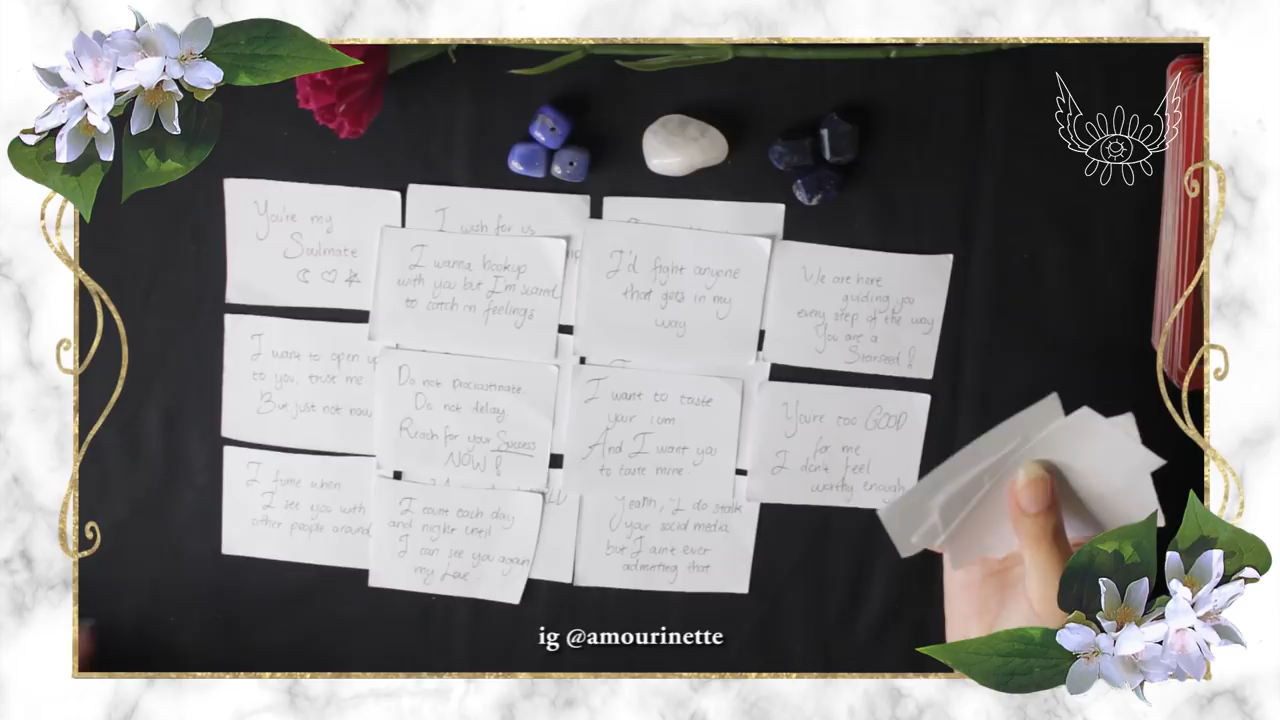 You're my
Soulmate
I wish for us
I wanna hookup
with you but I'm scared
to catch n feelings
I'd fight anyone
that gets in my
way
We are here
guiding you
every step of the way
You are a
Starseed!
I want to open up
to you, trust me
But just not now
Do not procrastinate.
Do not delay.
Reach for your Success
NOW!
I want to taste
your cum
And I want you
to taste mine.
You're too GOOD
for me
I don't feel
worthy enough
I fume when
I see you with
other people around
I count each day
and night until
I can see you again
my Love
Yeahh, I do stalk
your social media
but I ain't ever
admitting that
ig @amourinette